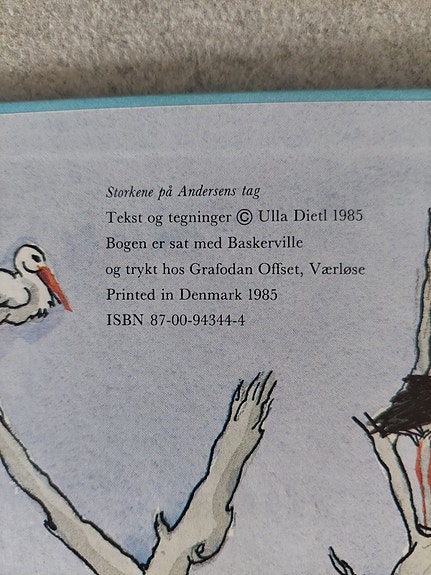 Storkene på Andersens tag
Tekst og tegninger © Ulla Dietl 1985
Bogen er sat med Baskerville
og trykt hos Grafodan Offset, Værløse
Printed in Denmark 1985
ISBN 87-00-94344-4